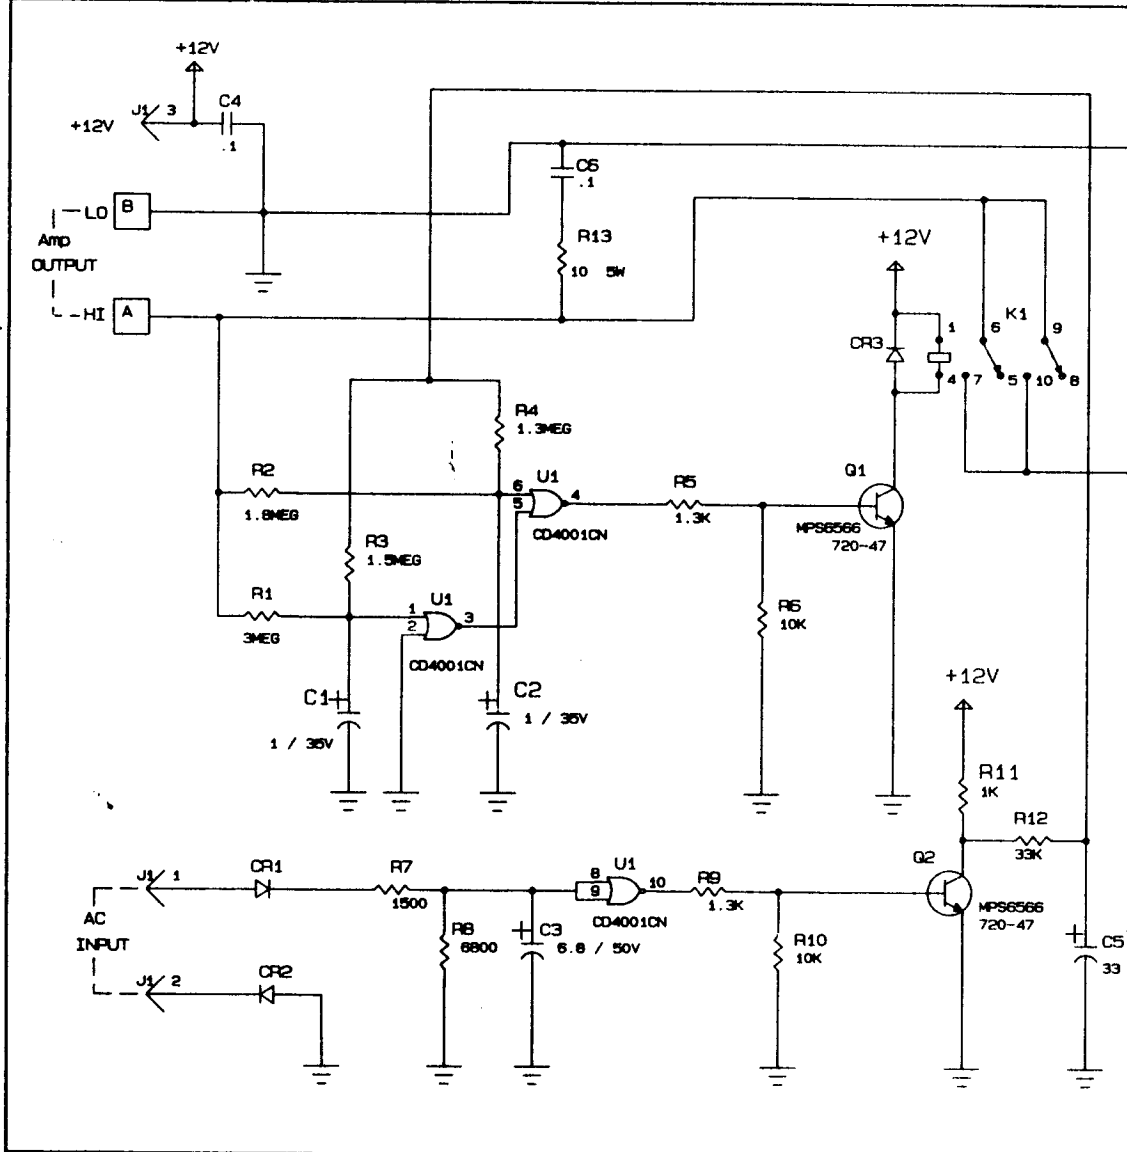 +12V
J1 3 C4
+12V
.1
C6
.1
LO B
Amp
OUTPUT
R13
10 5W
+12V
HI A
K1
1 6 9
CR3
4 7 5 10 8
R4
1.3MEG
R2
1.8MEG
6
5
U1
4
CD4001CN
R5
1.3K
Q1
MPS6566
720-47
R3
1.5MEG
R1
3MEG
1
2
U1
3
CD4001CN
R6
10K
C1 +
1 / 35V
+ C2
1 / 35V
+12V
R11
1K
R12
33K
J1 1
CR1
R7
1500
8
9
U1
10
CD4001CN
R9
1.3K
Q2
MPS6566
720-47
AC
INPUT
R8
6800
+ C3
6.8 / 50V
R10
10K
+ C5
33
J1 2
CR2